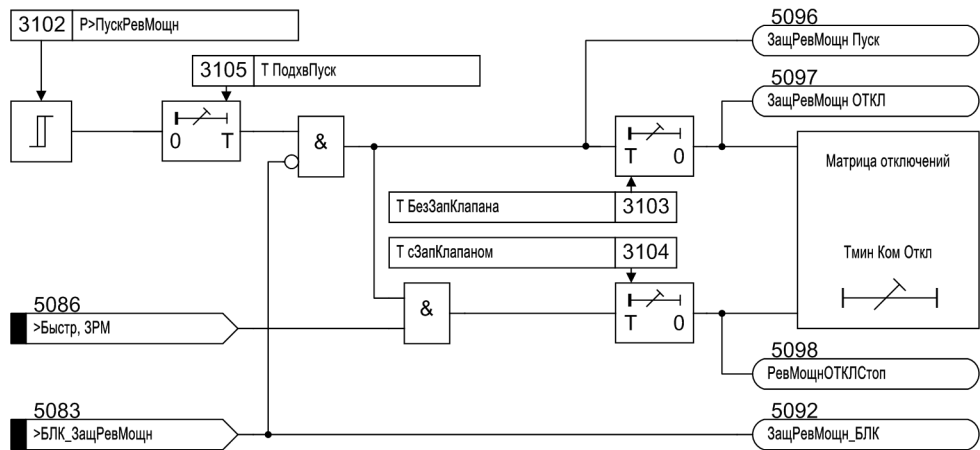 3102 P>ПускРевМощн
3105 Т ПодхвПуск
0 T
&
5096
ЗащРевМощн Пуск
5097
ЗащРевМощн ОТКЛ
T 0
Матрица отключений
Т БезЗапКлапана 3103
Т сЗапКлапаном 3104
Тмин Ком Откл
&
T 0
5086
>Быстр, ЗРМ
5098
РевМощнОТКЛСтоп
5083
>БЛК_ЗащРевМощн
5092
ЗащРевМощн_БЛК